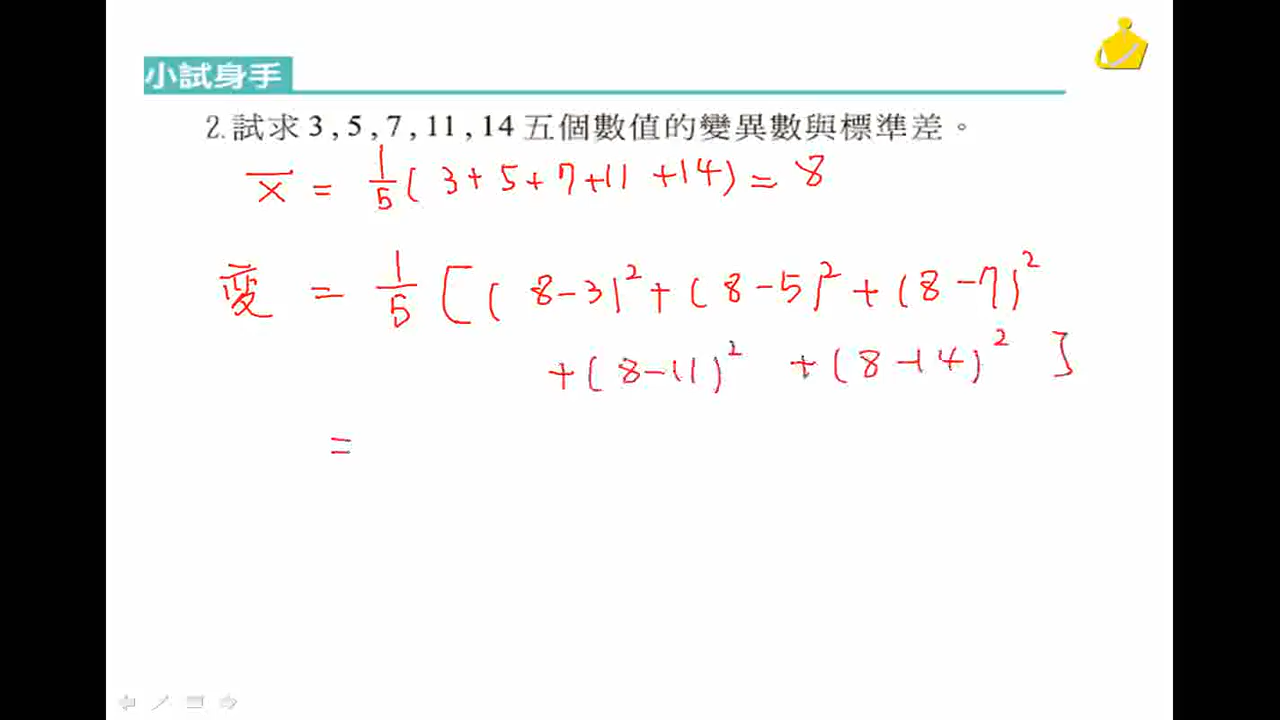 小試身手
2. 試求 3 , 5 , 7 , 11 , 14 五個數值的變異數與標準差。
x̄ = 1/5 ( 3 + 5 + 7 + 11 + 14 ) = 8
変 = 1/5 [ ( 8 - 3 )² + ( 8 - 5 )² + ( 8 - 7 )²
+ ( 8 - 11 )² + ( 8 - 14 )² ]
=